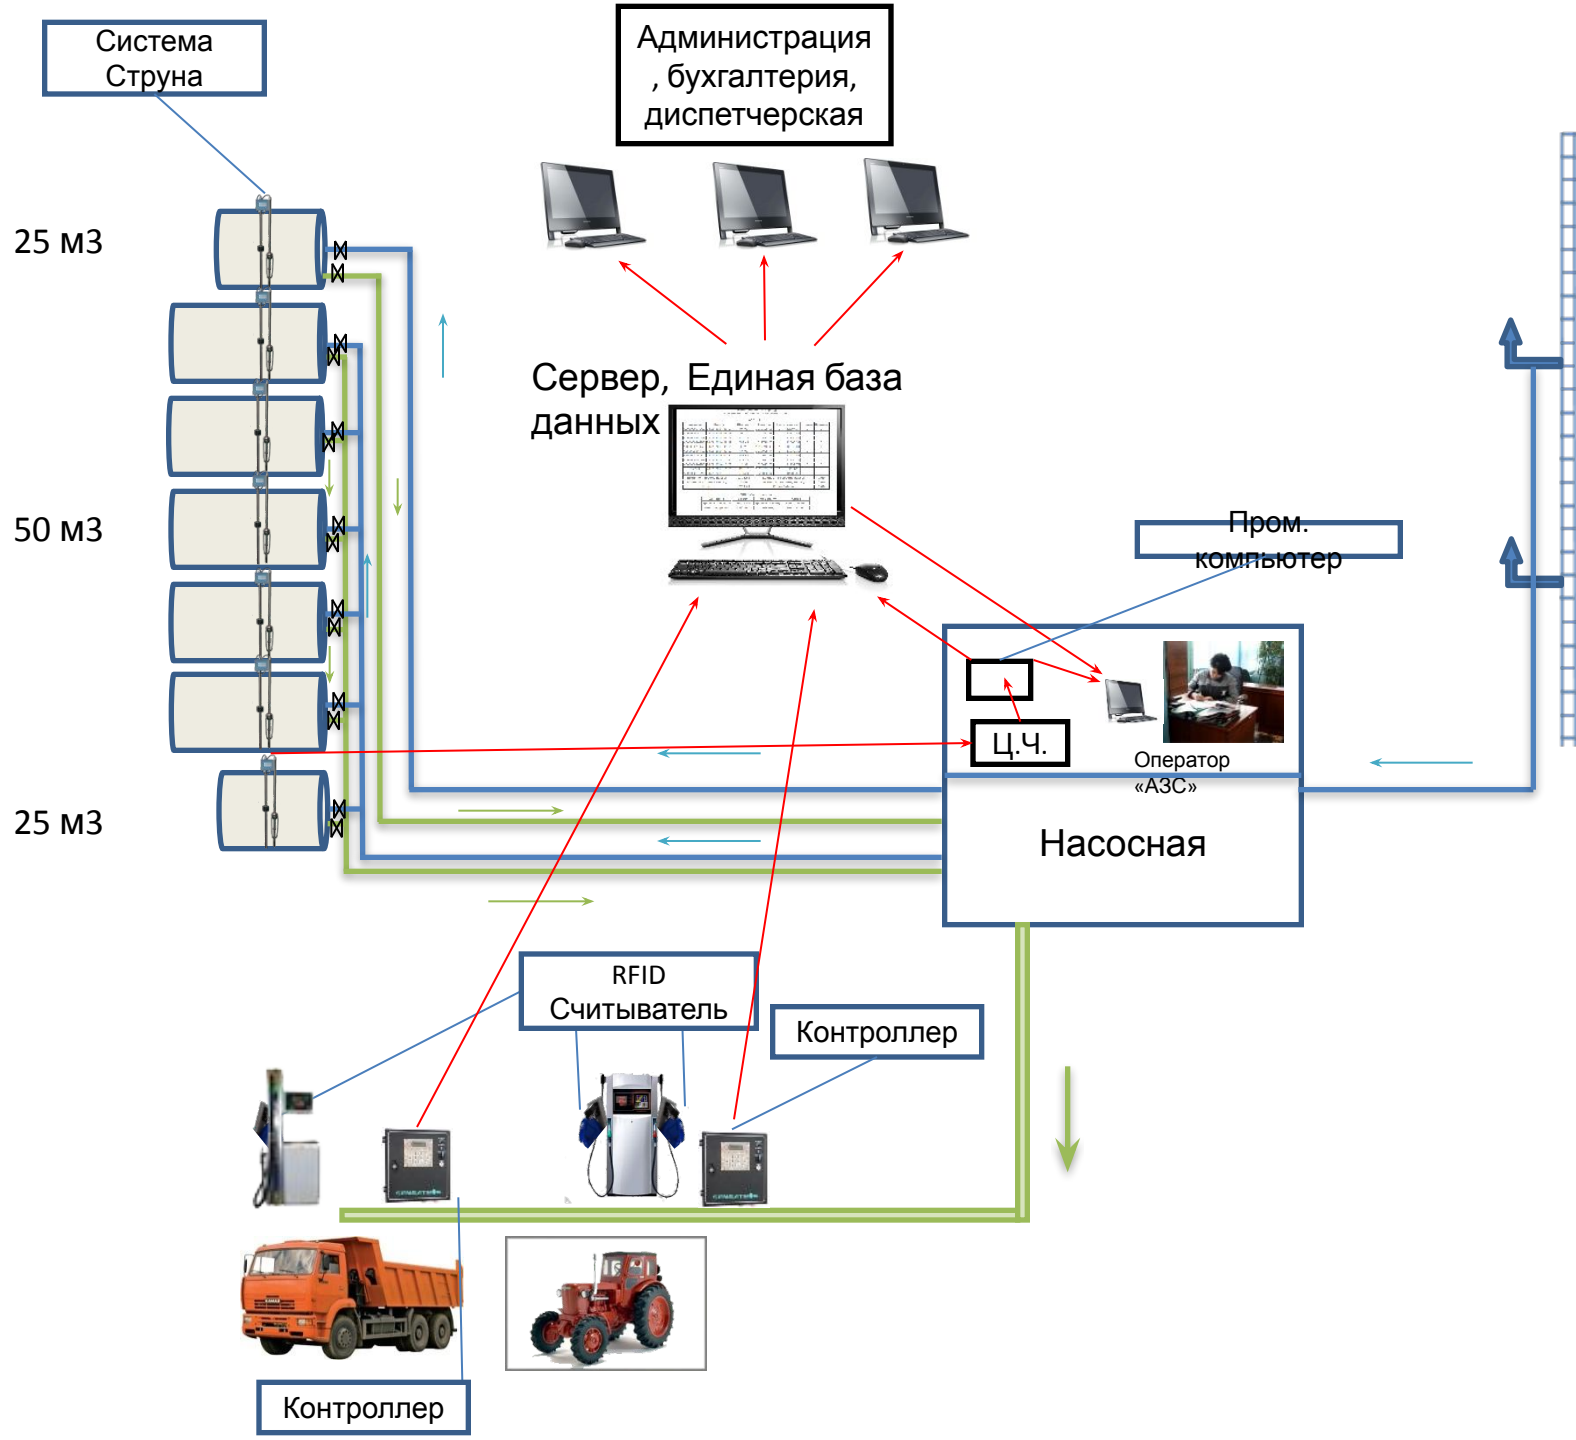 Система
Струна
Администрация
, бухгалтерия,
диспетчерская
25 м3
Сервер, Единая база
данных
50 м3
Пром.
компьютер
Ц.Ч.
Оператор
«АЗС»
25 м3
Насосная
RFID
Считыватель
Контроллер
Контроллер